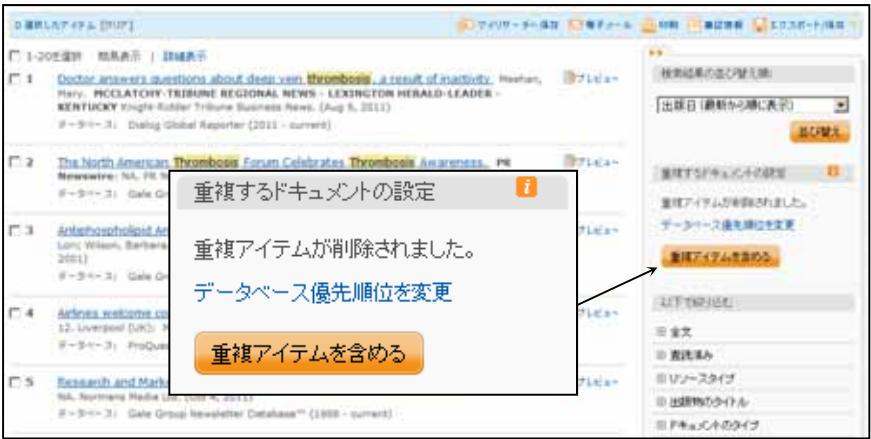 0 選択したアイテム [クリア]
マイリサーチへ保存 電子メール 印刷 書誌情報 エクスポート/保存
1-20を選択 簡易表示 | 詳細表示
1 Doctor answers questions about deep vein thrombosis, a result of inactivity. Meehan, プレビュー
Mary. MCCLATCHY-TRIBUNE REGIONAL NEWS - LEXINGTON HERALD-LEADER -
KENTUCKY Knight-Ridder Tribune Business News. (Aug 5, 2011)
データベース: Dialog Global Reporter (2011 - current)
2 The North American Thrombosis Forum Celebrates Thrombosis Awareness. PR プレビュー
Newswire: NA. PR N
データベース: Gale Gr
3 Antiphospholipid An
Lori; Wilson, Barbara
2011)
データベース: Gale Gr
4 Airlines welcome co
12. Liverpool (UK):
データベース: ProQues
5 Research and Marke プレビュー
NA. Normans Media Ltd.
データベース: Gale Group Newsletter Database™ (1988 - current)
重複するドキュメントの設定 i
重複アイテムが削除されました。
データベース優先順位を変更
重複アイテムを含める
検索結果の並び替え順:
出版日 (最新から順に表示)
並び替え
重複するドキュメントの設定 i
重複アイテムが削除されました。
データベース優先順位を変更
重複アイテムを含める
以下で絞り込む
全文
査読済み
リソースタイプ
出版物のタイトル
ドキュメントのタイプ